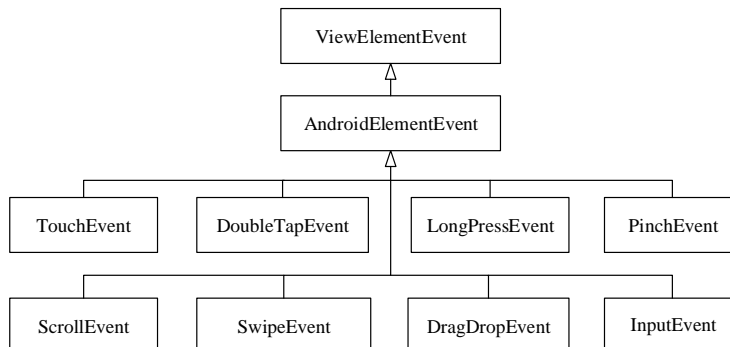 ViewElementEvent
AndroidElementEvent
TouchEvent
DoubleTapEvent
LongPressEvent
PinchEvent
ScrollEvent
SwipeEvent
DragDropEvent
InputEvent